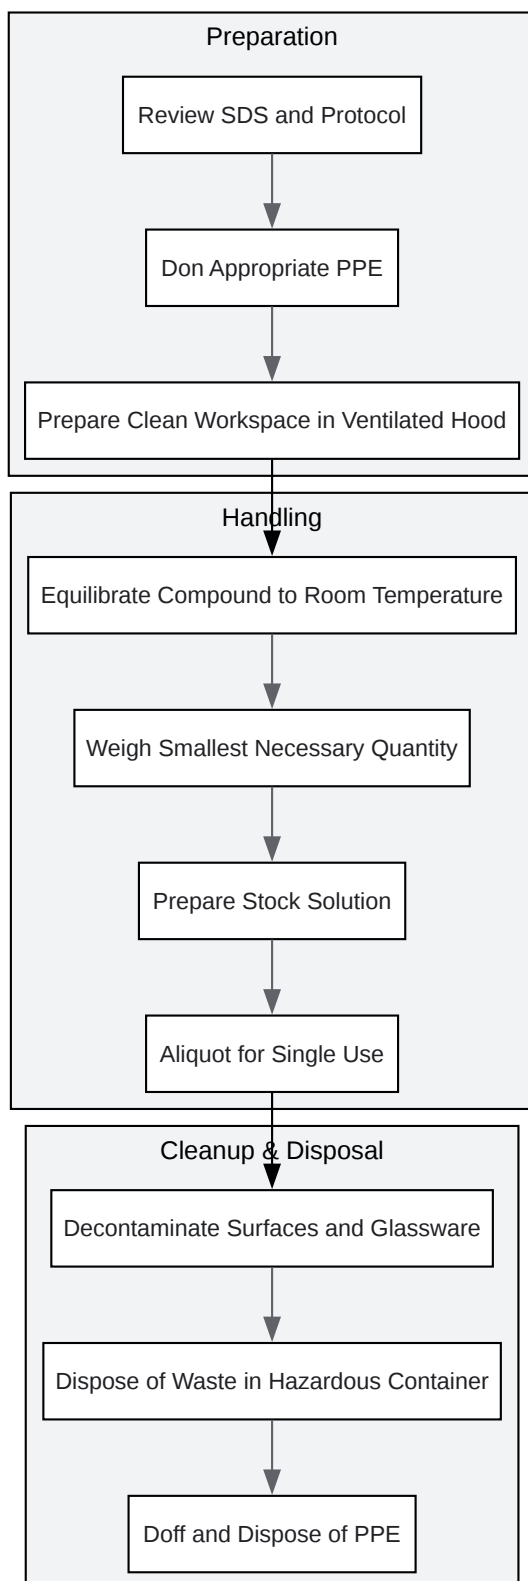 Preparation
Review SDS and Protocol
Don Appropriate PPE
Prepare Clean Workspace in Ventilated Hood
Handling
Equilibrate Compound to Room Temperature
Weigh Smallest Necessary Quantity
Prepare Stock Solution
Aliquot for Single Use
Cleanup & Disposal
Decontaminate Surfaces and Glassware
Dispose of Waste in Hazardous Container
Doff and Dispose of PPE